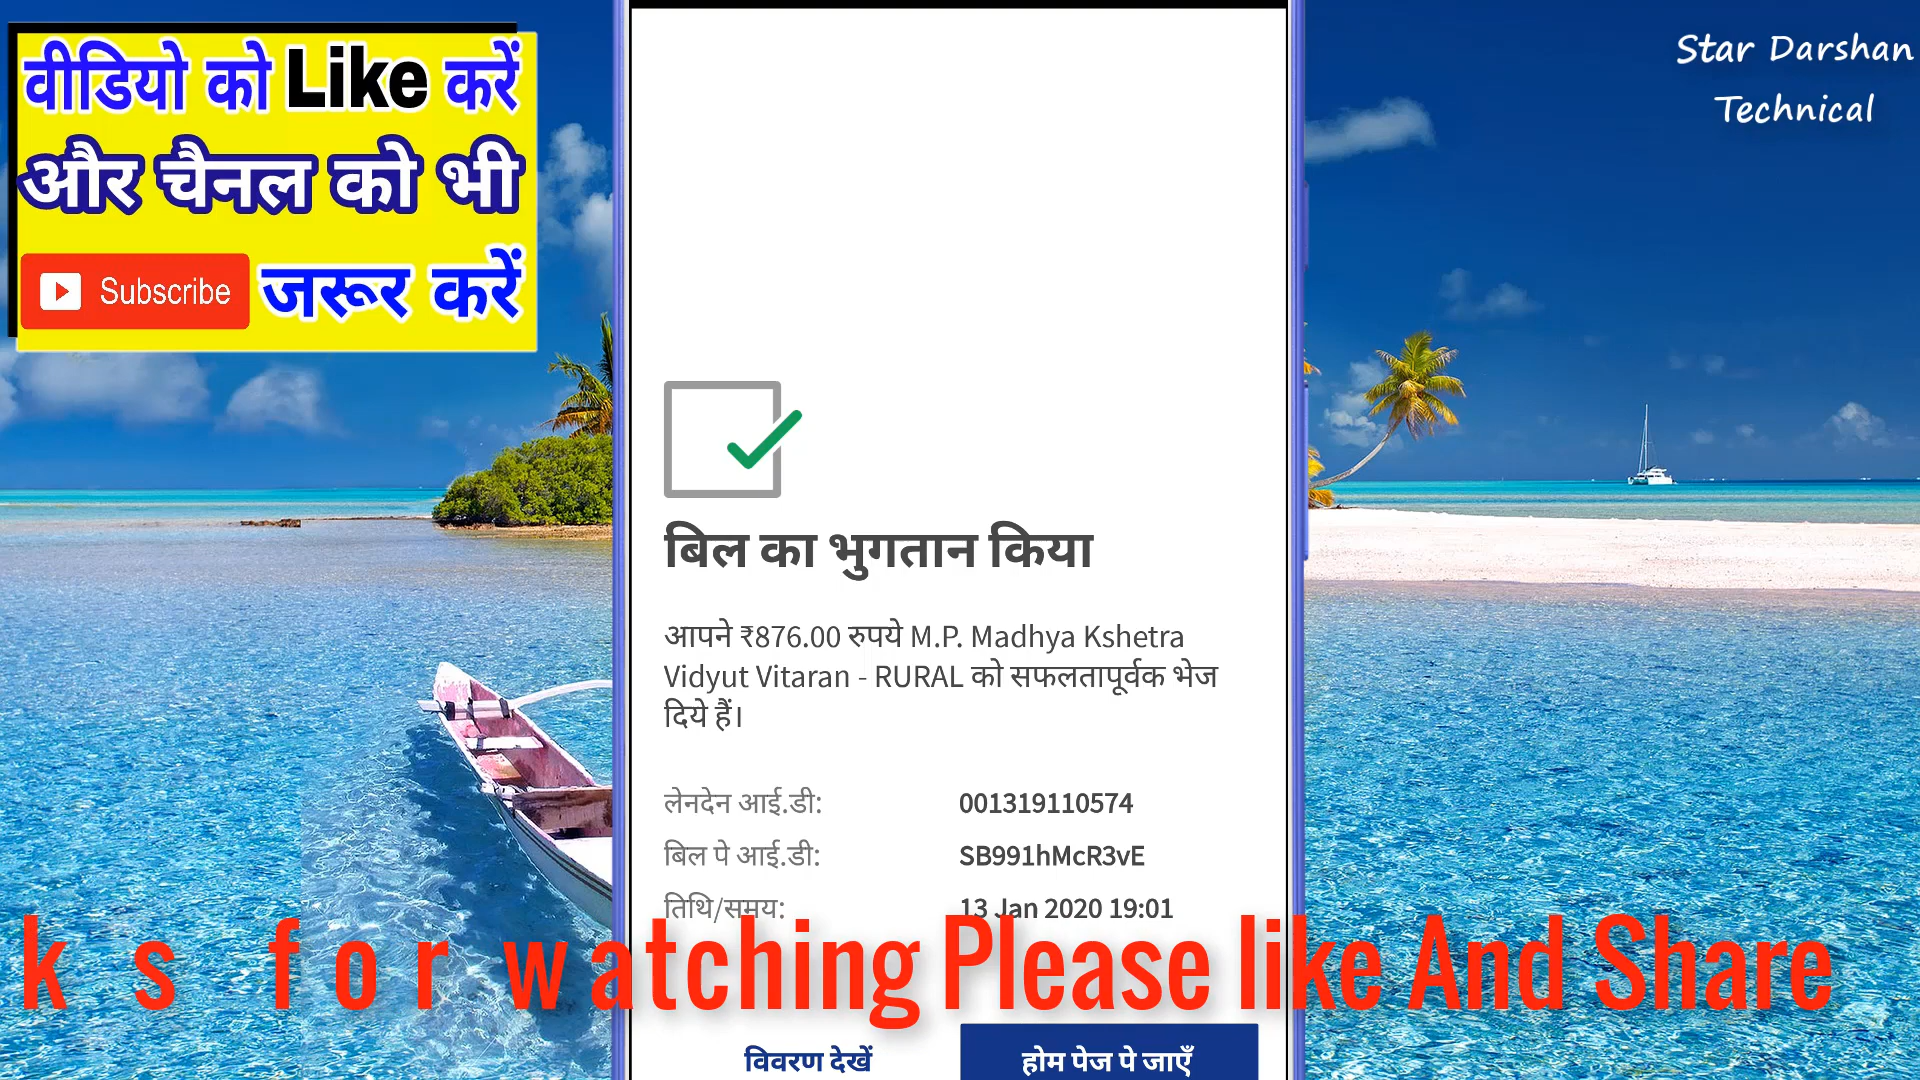 वीडियो को Like करें
और चैनल को भी
Subscribe जरूर करें
Star Darshan
Technical
बिल का भुगतान किया
आपने ₹876.00 रुपये M.P. Madhya Kshetra
Vidyut Vitaran - RURAL को सफलतापूर्वक भेज
दिये हैं।
लेनदेन आई.डी: 001319110574
बिल पे आई.डी: SB991hMcR3vE
तिथि/समय: 13 Jan 2020 19:01
k s for watching Please like And Share
विवरण देखें
होम पेज पे जाएँ